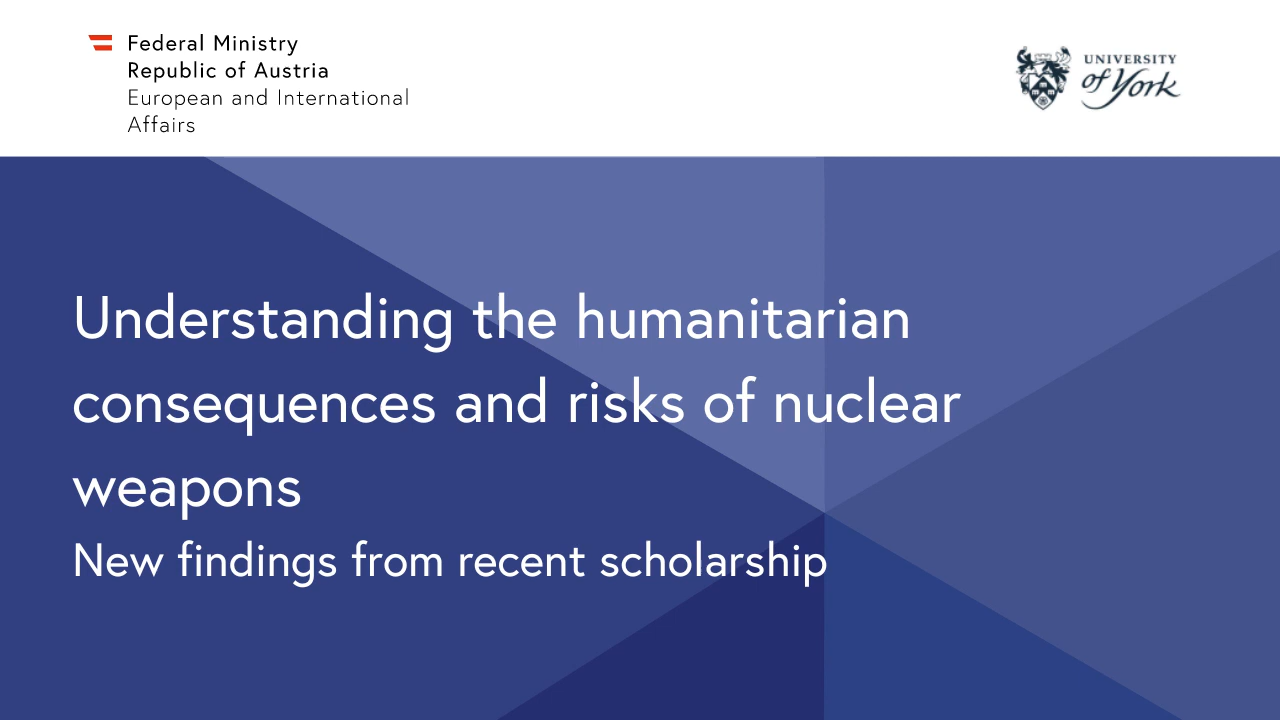 Federal Ministry
Republic of Austria
European and International
Affairs
UNIVERSITY
of York
Understanding the humanitarian
consequences and risks of nuclear
weapons
New findings from recent scholarship